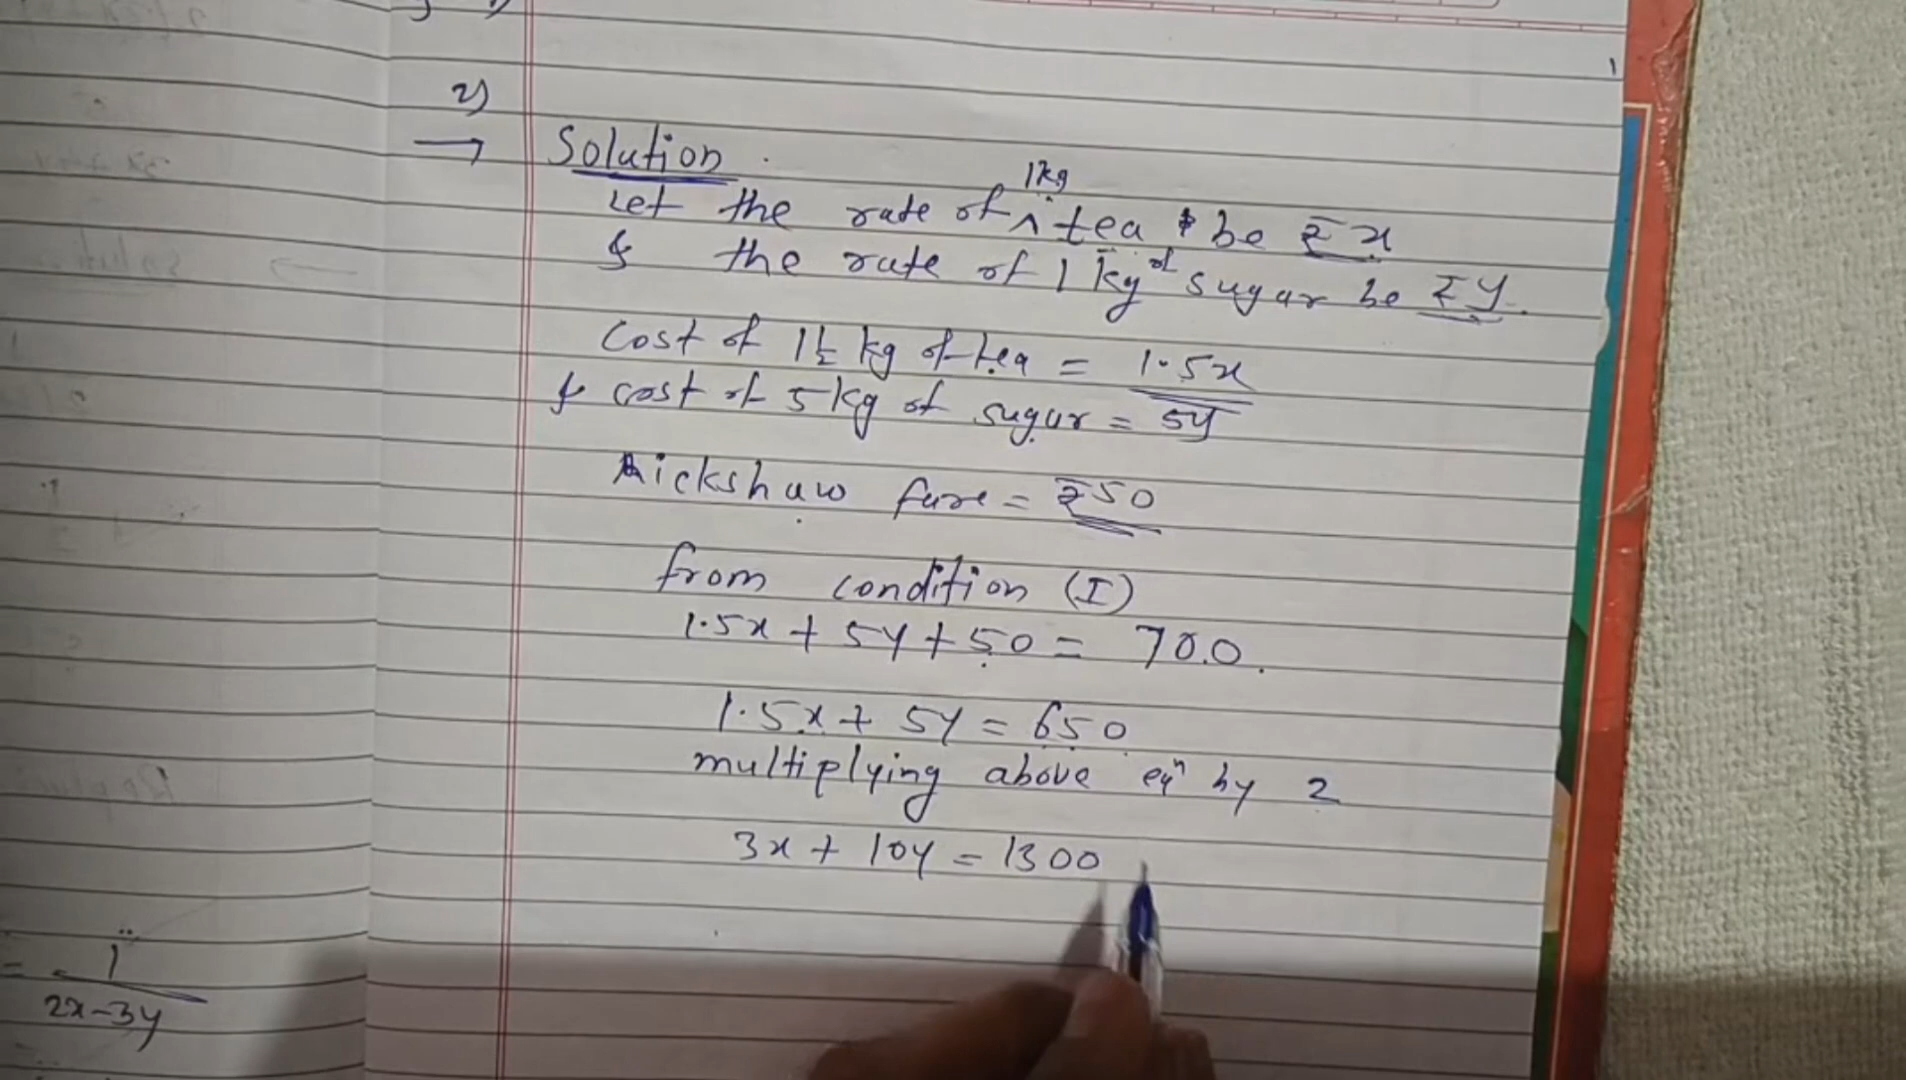 2)
→ Solution.
Let the rate of 1kg tea be ₹ x
& the rate of 1 kg of sugar be ₹ y.
Cost of 1½ kg of tea = 1.5x
& cost of 5 kg of sugar = 5y
Rickshaw fare = ₹50
from condition (I)
1.5x + 5y + 50 = 700.
1.5x + 5y = 650
multiplying above eqⁿ by 2
3x + 10y = 1300
= 1
2x-3y